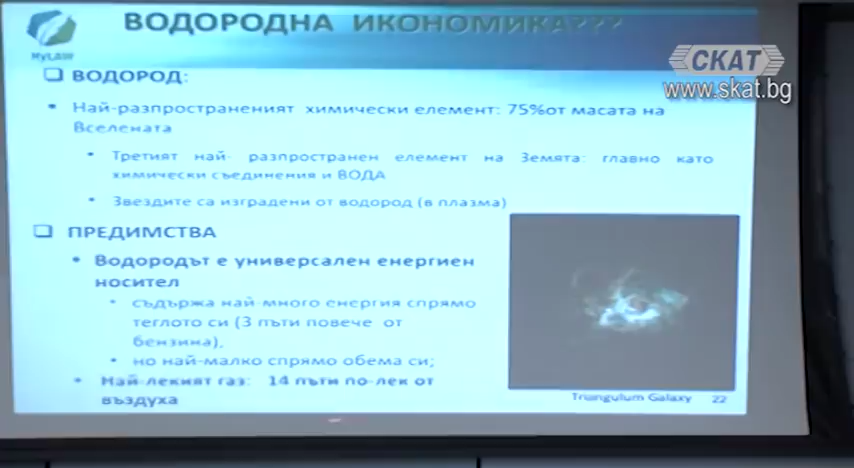 ВОДОРОДНА ИКОНОМИКА???
MyLAW
СКАТ
www.skat.bg
ВОДОРОД:
Най-разпространеният химически елемент: 75%от масата на
Вселената
Третият най- разпространен елемент на Земята: главно като
химически съединения и ВОДА
Звездите са изградени от водород (в плазма)
ПРЕДИМСТВА
Водородът е универсален енергиен
носител
съдържа най-много енергия спрямо
теглото си (3 пъти повече от
бензина),
но най-малко спрямо обема си;
Най-лекият газ: 14 пъти по-лек от
въздуха
Triangulum Galaxy 22